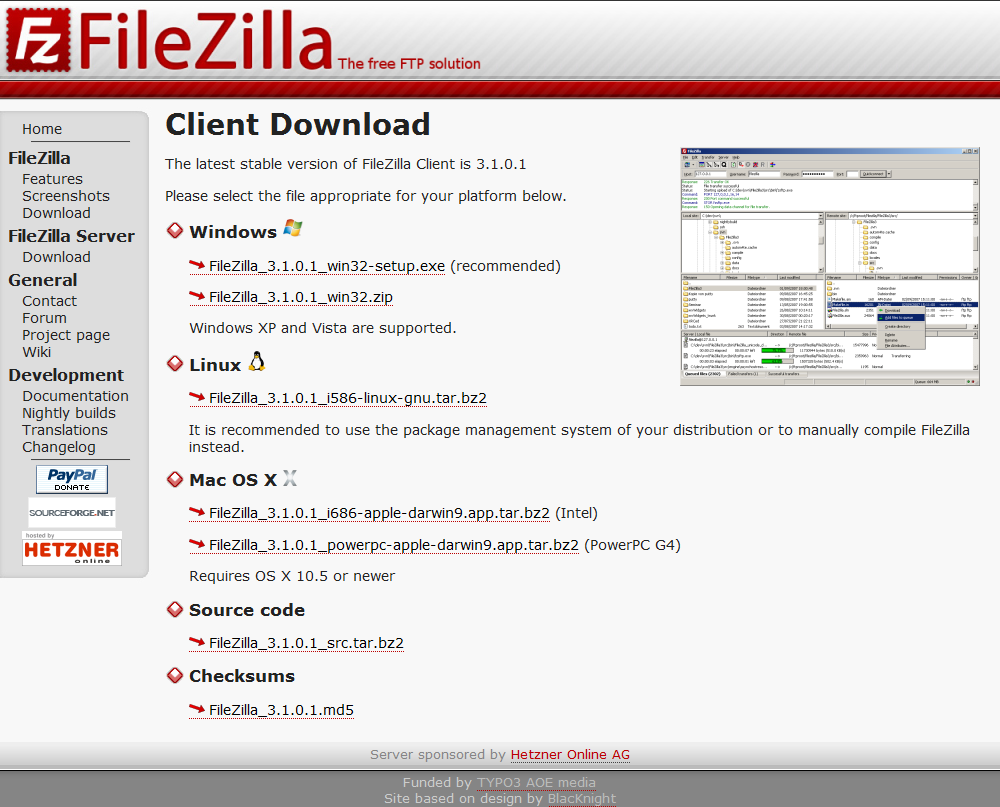 Fz FileZilla The free FTP solution
Home
FileZilla
Features
Screenshots
Download
FileZilla Server
Download
General
Contact
Forum
Project page
Wiki
Development
Documentation
Nightly builds
Translations
Changelog
PayPal
DONATE
SOURCEFORGE.NET
hosted by
HETZNER
online
Client Download
The latest stable version of FileZilla Client is 3.1.0.1
Please select the file appropriate for your platform below.
Windows
FileZilla_3.1.0.1_win32-setup.exe (recommended)
FileZilla_3.1.0.1_win32.zip
Windows XP and Vista are supported.
Linux
FileZilla_3.1.0.1_i586-linux-gnu.tar.bz2
It is recommended to use the package management system of your distribution or to manually compile FileZilla
instead.
Mac OS X
FileZilla_3.1.0.1_i686-apple-darwin9.app.tar.bz2 (Intel)
FileZilla_3.1.0.1_powerpc-apple-darwin9.app.tar.bz2 (PowerPC G4)
Requires OS X 10.5 or newer
Source code
FileZilla_3.1.0.1_src.tar.bz2
Checksums
FileZilla_3.1.0.1.md5
Server sponsored by Hetzner Online AG
Funded by TYPO3 AOE media
Site based on design by BlacKnight